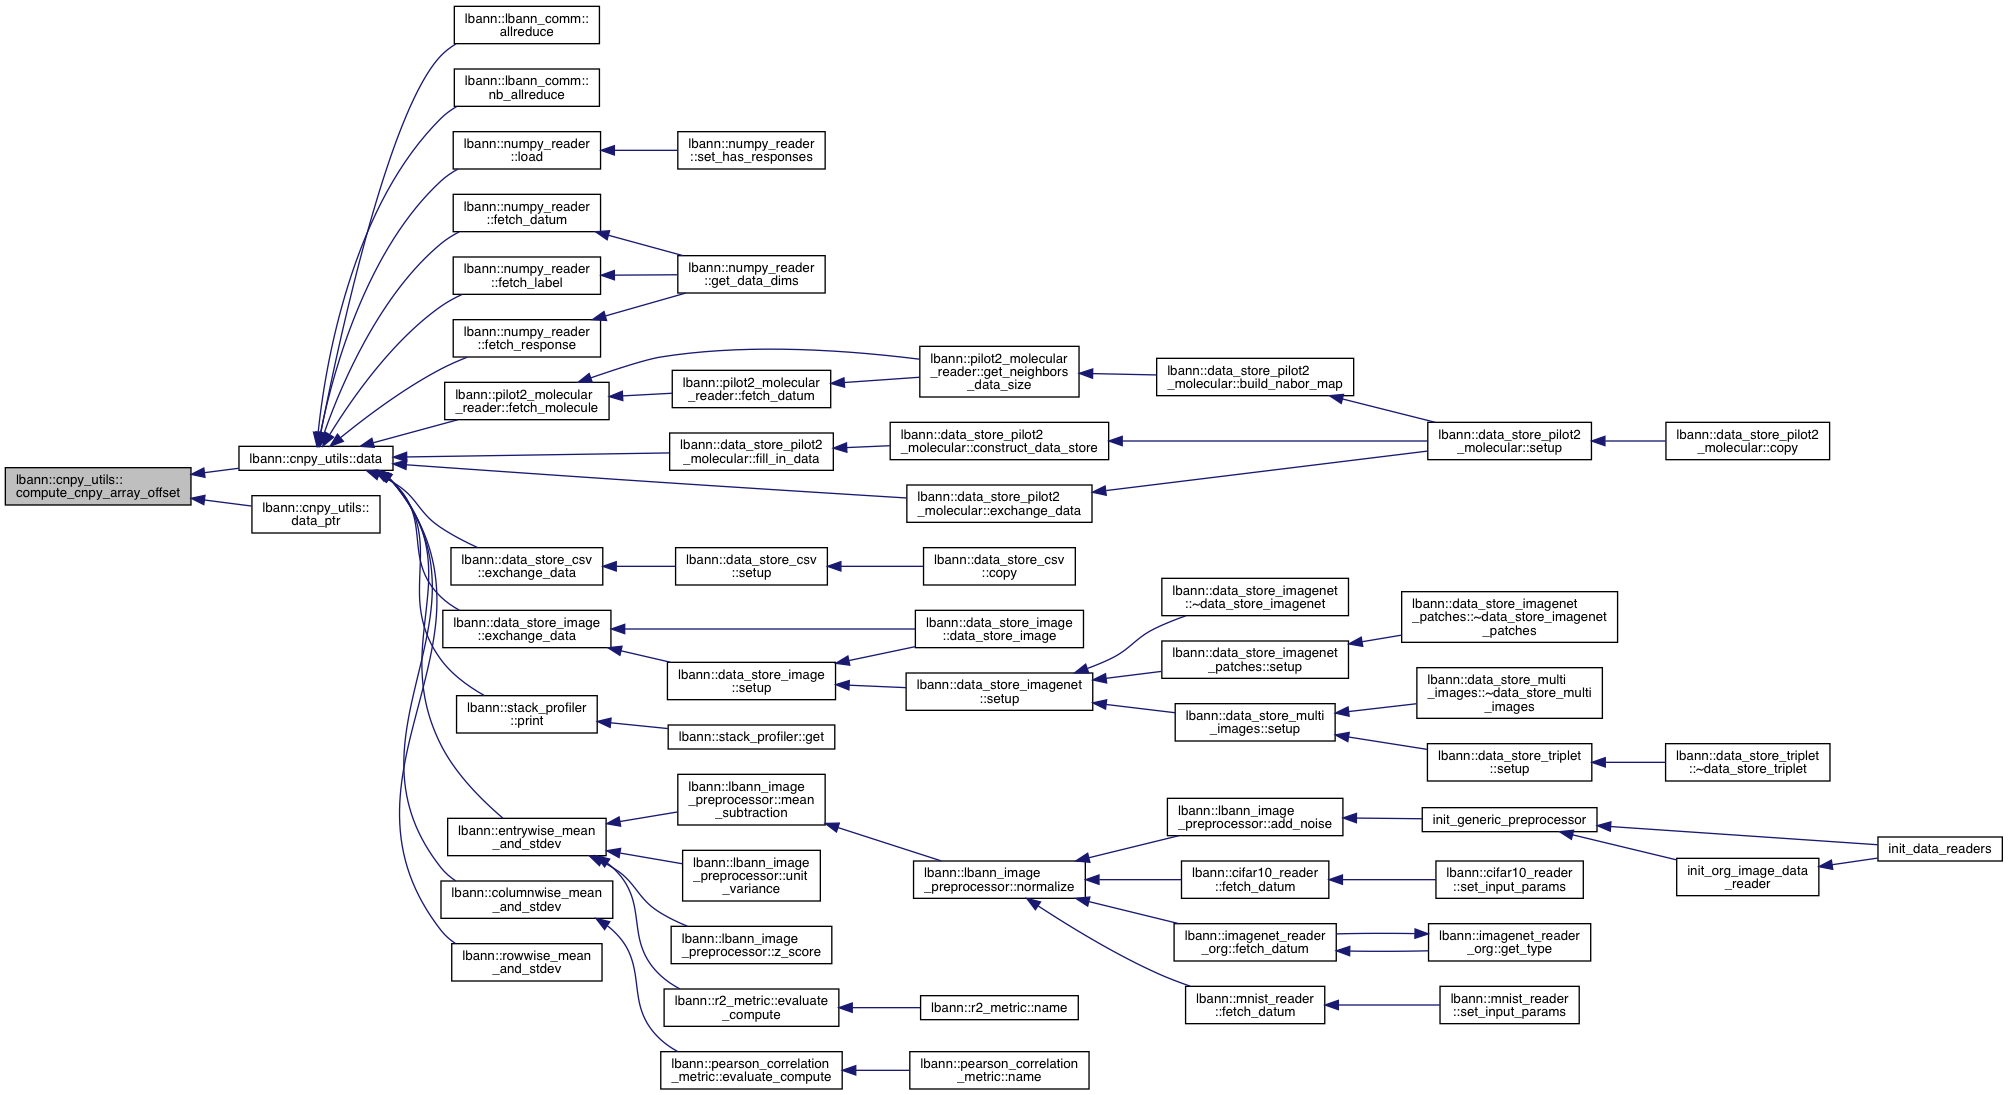 lbann::lbann_comm::
allreduce
lbann::lbann_comm::
nb_allreduce
lbann::numpy_reader
::load
lbann::numpy_reader
::set_has_responses
lbann::numpy_reader
::fetch_datum
lbann::numpy_reader
::fetch_label
lbann::numpy_reader
::get_data_dims
lbann::numpy_reader
::fetch_response
lbann::pilot2_molecular
_reader::fetch_molecule
lbann::pilot2_molecular
_reader::fetch_datum
lbann::pilot2_molecular
_reader::get_neighbors
_data_size
lbann::data_store_pilot2
_molecular::build_nabor_map
lbann::cnpy_utils::data
lbann::data_store_pilot2
_molecular::fill_in_data
lbann::data_store_pilot2
_molecular::construct_data_store
lbann::data_store_pilot2
_molecular::setup
lbann::data_store_pilot2
_molecular::copy
lbann::cnpy_utils::
compute_cnpy_array_offset
lbann::cnpy_utils::
data_ptr
lbann::data_store_pilot2
_molecular::exchange_data
lbann::data_store_csv
::exchange_data
lbann::data_store_csv
::setup
lbann::data_store_csv
::copy
lbann::data_store_image
::exchange_data
lbann::data_store_image
::data_store_image
lbann::data_store_imagenet
::~data_store_imagenet
lbann::data_store_imagenet
_patches::~data_store_imagenet
_patches
lbann::data_store_image
::setup
lbann::data_store_imagenet
::setup
lbann::data_store_imagenet
_patches::setup
lbann::data_store_multi
_images::~data_store_multi
_images
lbann::stack_profiler
::print
lbann::stack_profiler::get
lbann::data_store_multi
_images::setup
lbann::data_store_triplet
::setup
lbann::data_store_triplet
::~data_store_triplet
lbann::lbann_image
_preprocessor::mean
_subtraction
lbann::entrywise_mean
_and_stdev
lbann::lbann_image
_preprocessor::unit
_variance
lbann::lbann_image
_preprocessor::add_noise
init_generic_preprocessor
init_data_readers
lbann::lbann_image
_preprocessor::normalize
lbann::cifar10_reader
::fetch_datum
lbann::cifar10_reader
::set_input_params
init_org_image_data
_reader
lbann::columnwise_mean
_and_stdev
lbann::lbann_image
_preprocessor::z_score
lbann::imagenet_reader
_org::fetch_datum
lbann::imagenet_reader
_org::get_type
lbann::rowwise_mean
_and_stdev
lbann::r2_metric::evaluate
_compute
lbann::r2_metric::name
lbann::mnist_reader
::fetch_datum
lbann::mnist_reader
::set_input_params
lbann::pearson_correlation
_metric::evaluate_compute
lbann::pearson_correlation
_metric::name